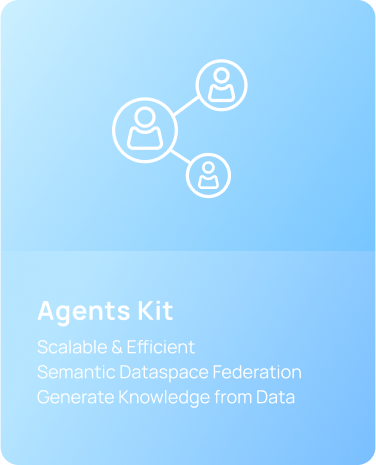 Agents Kit
Scalable & Efficient
Semantic Dataspace Federation
Generate Knowledge from Data